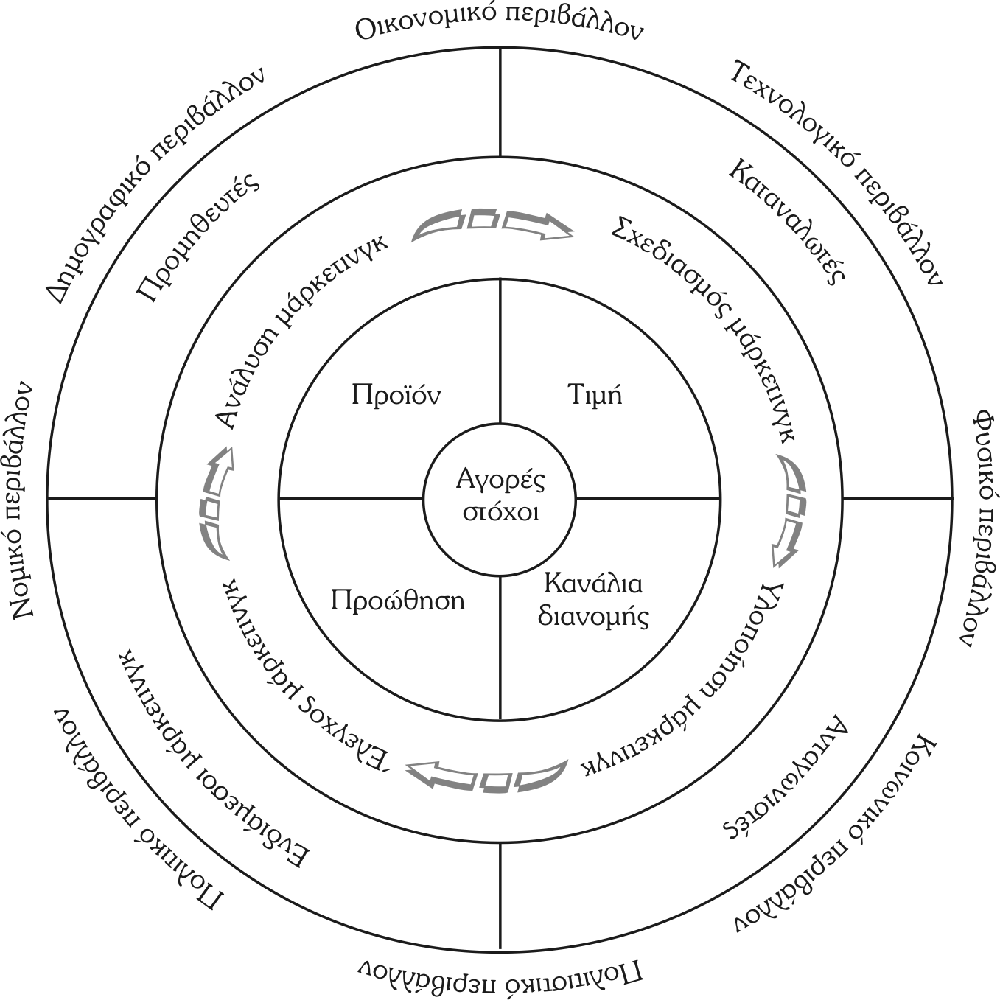 Οικονομικό περιβάλλον
Τεχνολογικό περιβάλλον
Φυσικό περιβάλλον
Κοινωνικό περιβάλλον
Πολιτιστικό περιβάλλον
Πολιτικό περιβάλλον
Νομικό περιβάλλον
Δημογραφικό περιβάλλον
Προμηθευτές
Καταναλωτές
Ανταγωνιστές
Ενδιάμεσοι μάρκετινγκ
Ανάλυση μάρκετινγκ
Σχεδιασμός μάρκετινγκ
Υλοποίηση μάρκετινγκ
Έλεγχος μάρκετινγκ
Προϊόν
Τιμή
Αγορές
στόχοι
Προώθηση
Κανάλια
διανομής